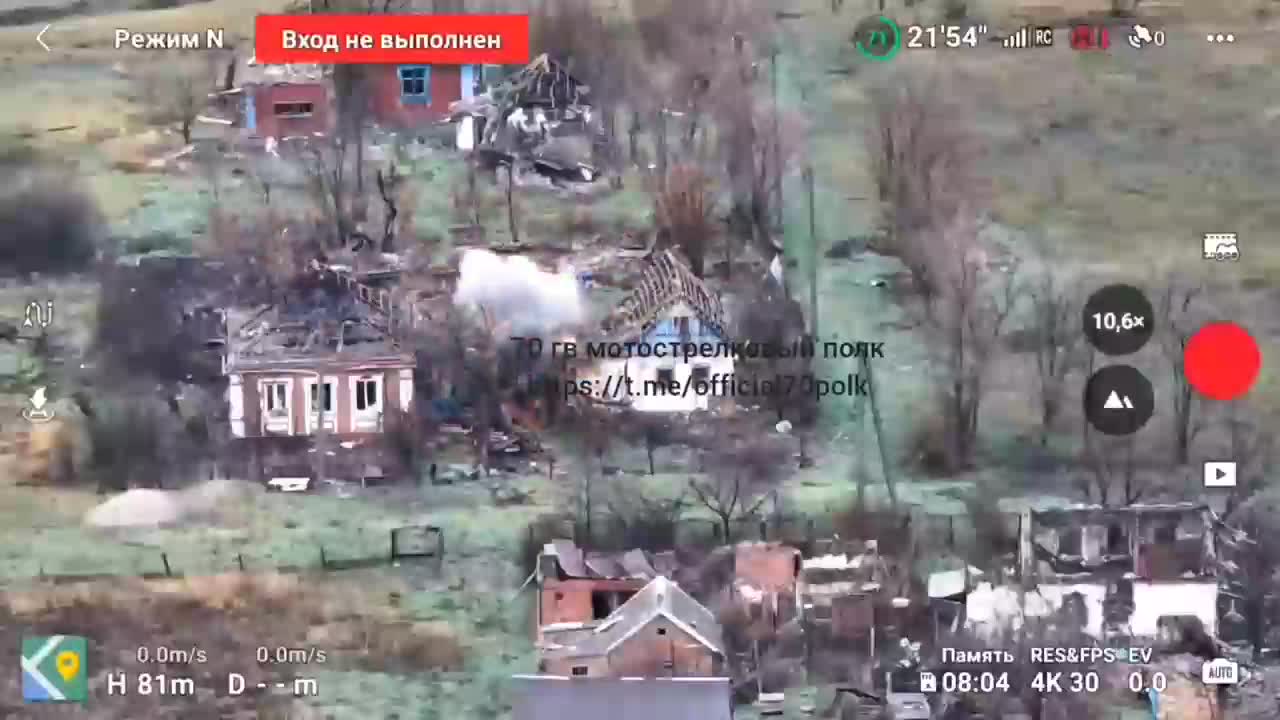 Режим N
Вход не выполнен
71
21'54"
RC
0
10,6×
70 гв мотострелковый полк
https://t.me/official70polk
0.0m/s 0.0m/s
H 81m D - - m
Память RES&FPS EV
08:04 4K 30 0.0
AUTO